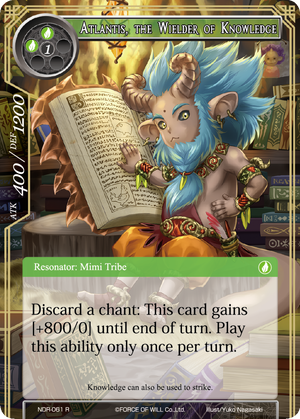 Atlantis, the Wielder of Knowledge
1
ATK 400 / DEF 1200
Resonator: Mimi Tribe
Discard a chant: This card gains
[+800/0] until end of turn. Play
this ability only once per turn.
Knowledge can also be used to strike.
NDR-061 R ©FORCE OF WILL Co.,Ltd. Illust/Yuko Nagasaki